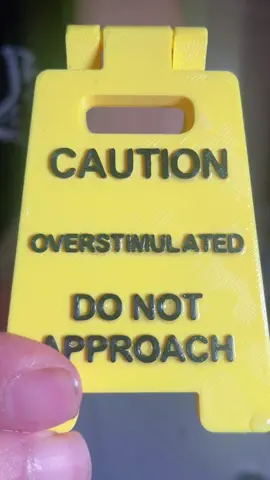 CAUTION
OVERSTIMULATED
DO NOT
APPROACH